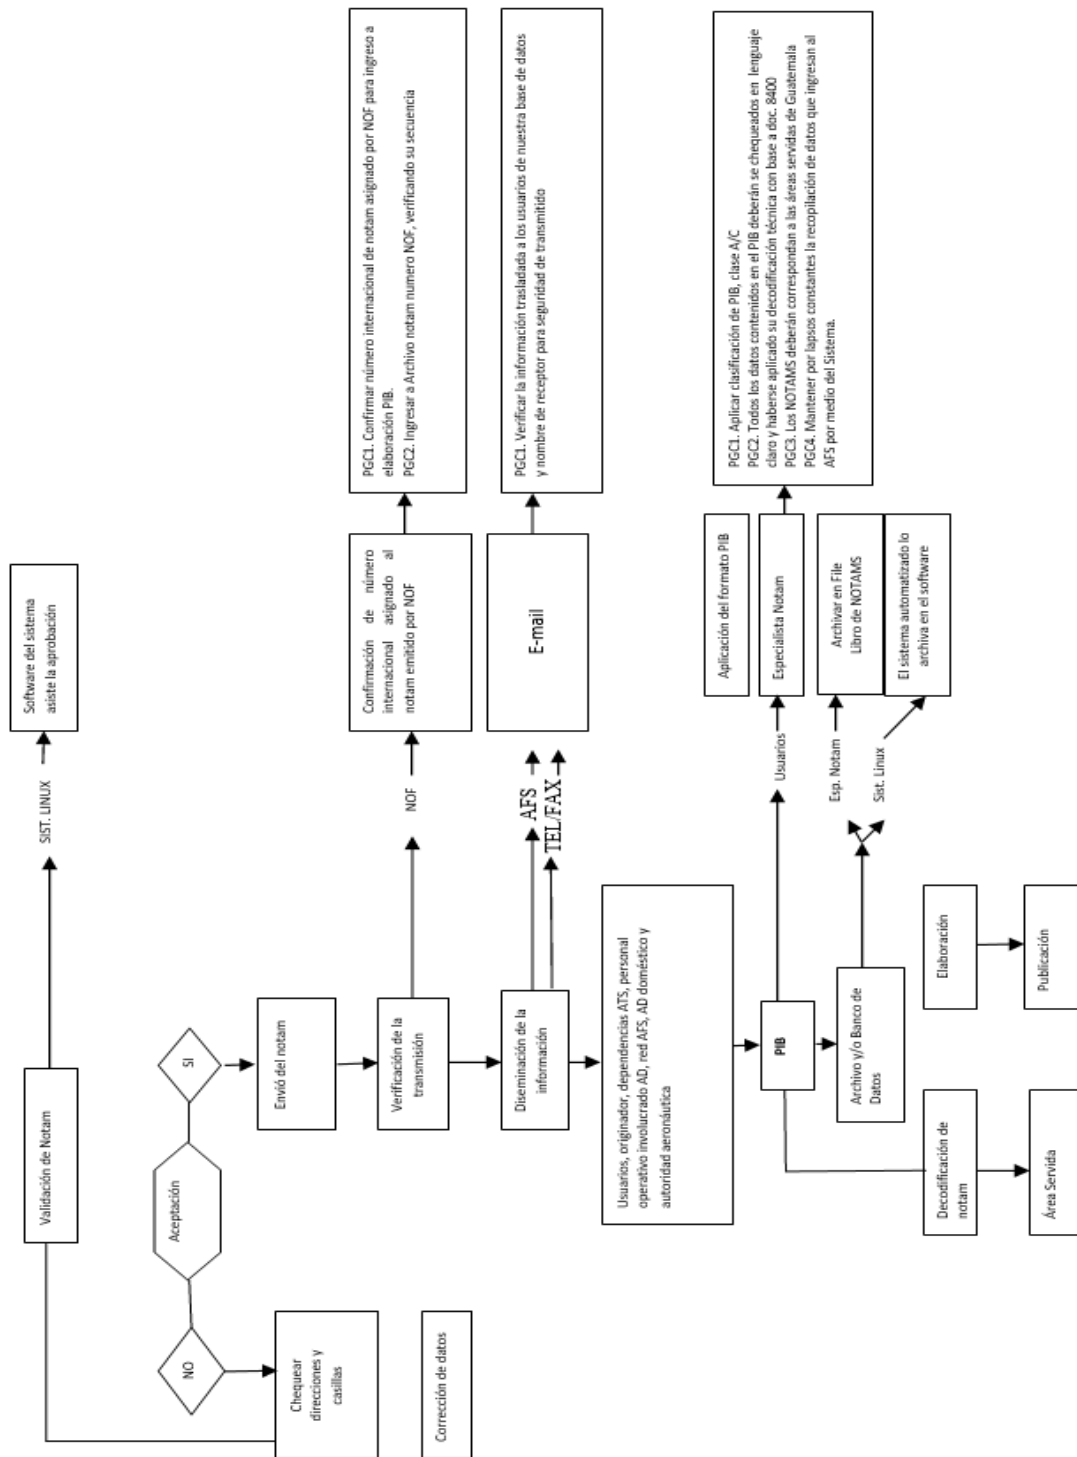 Validación de Notam
SIST. LINUX
Software del sistema
asiste la aprobación
NO
Aceptación
SI
Chequear
direcciones y
casillas
Corrección de datos
Envió del notam
Verificación de la
transmisión
NOF
Confirmación de número
internacional asignado al
notam emitido por NOF
PGC1. Confirmar número internacional de notam asignado por NOF para ingreso a
elaboración PIB.
PGC2. Ingresar a Archivo notam numero NOF, verificando su secuencia
Diseminación de la
información
AFS
TEL/FAX
E-mail
PGC1. Verificar la información trasladada a los usuarios de nuestra base de datos
y nombre de receptor para seguridad de transmitido
Usuarios, originador, dependencias ATS, personal
operativo involucrado AD, red AFS, AD doméstico y
autoridad aeronáutica
PIB
Usuarios
Aplicación del formato PIB
Especialista Notam
PGC1. Aplicar clasificación de PIB, clase A/C
PGC2. Todos los datos contenidos en el PIB deberán se chequeados en lenguaje
claro y haberse aplicado su decodificación técnica con base a doc. 8400
PGC3. Los NOTAMS deberán correspondan a las áreas servidas de Guatemala
PGC4. Mantener por lapsos constantes la recopilación de datos que ingresan al
AFS por medio del Sistema.
Archivo y/o Banco de
Datos
Esp. Notam
Sist. Linux
Archivar en File
Libro de NOTAMS
El sistema automatizado lo
archiva en el software
Decodificación de
notam
Elaboración
Área Servida
Publicación